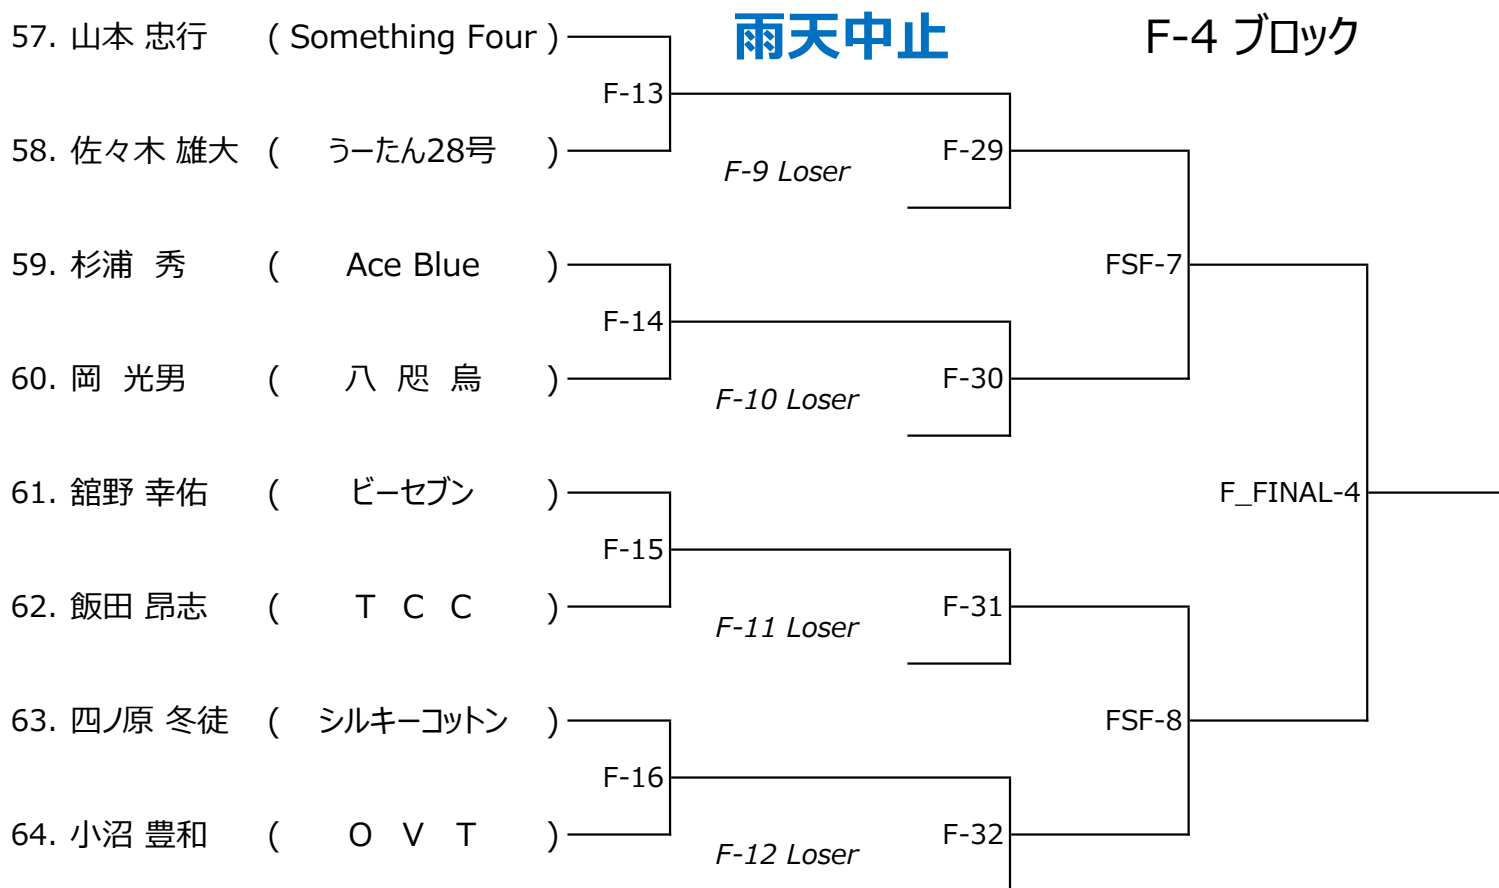 57. 山本 忠行 ( Something Four ) 雨天中止 F-4 ブロック
F-13
58. 佐々木 雄大 ( うーたん28号 ) F-29
F-9 Loser
59. 杉浦 秀 ( Ace Blue ) FSF-7
F-14
60. 岡 光男 ( 八 咫 烏 ) F-30
F-10 Loser
61. 舘野 幸佑 ( ビーセブン ) F_FINAL-4
F-15
62. 飯田 昂志 ( T C C ) F-31
F-11 Loser
63. 四ノ原 冬徒 ( シルキーコットン ) FSF-8
F-16
64. 小沼 豊和 ( O V T ) F-32
F-12 Loser